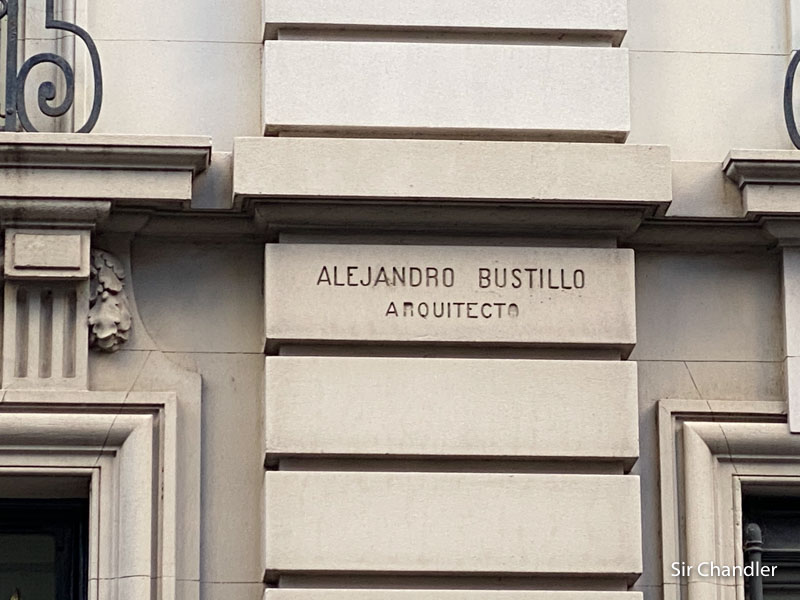 ALEJANDRO BUSTILLO
ARQUITECTO
Sir Chandler